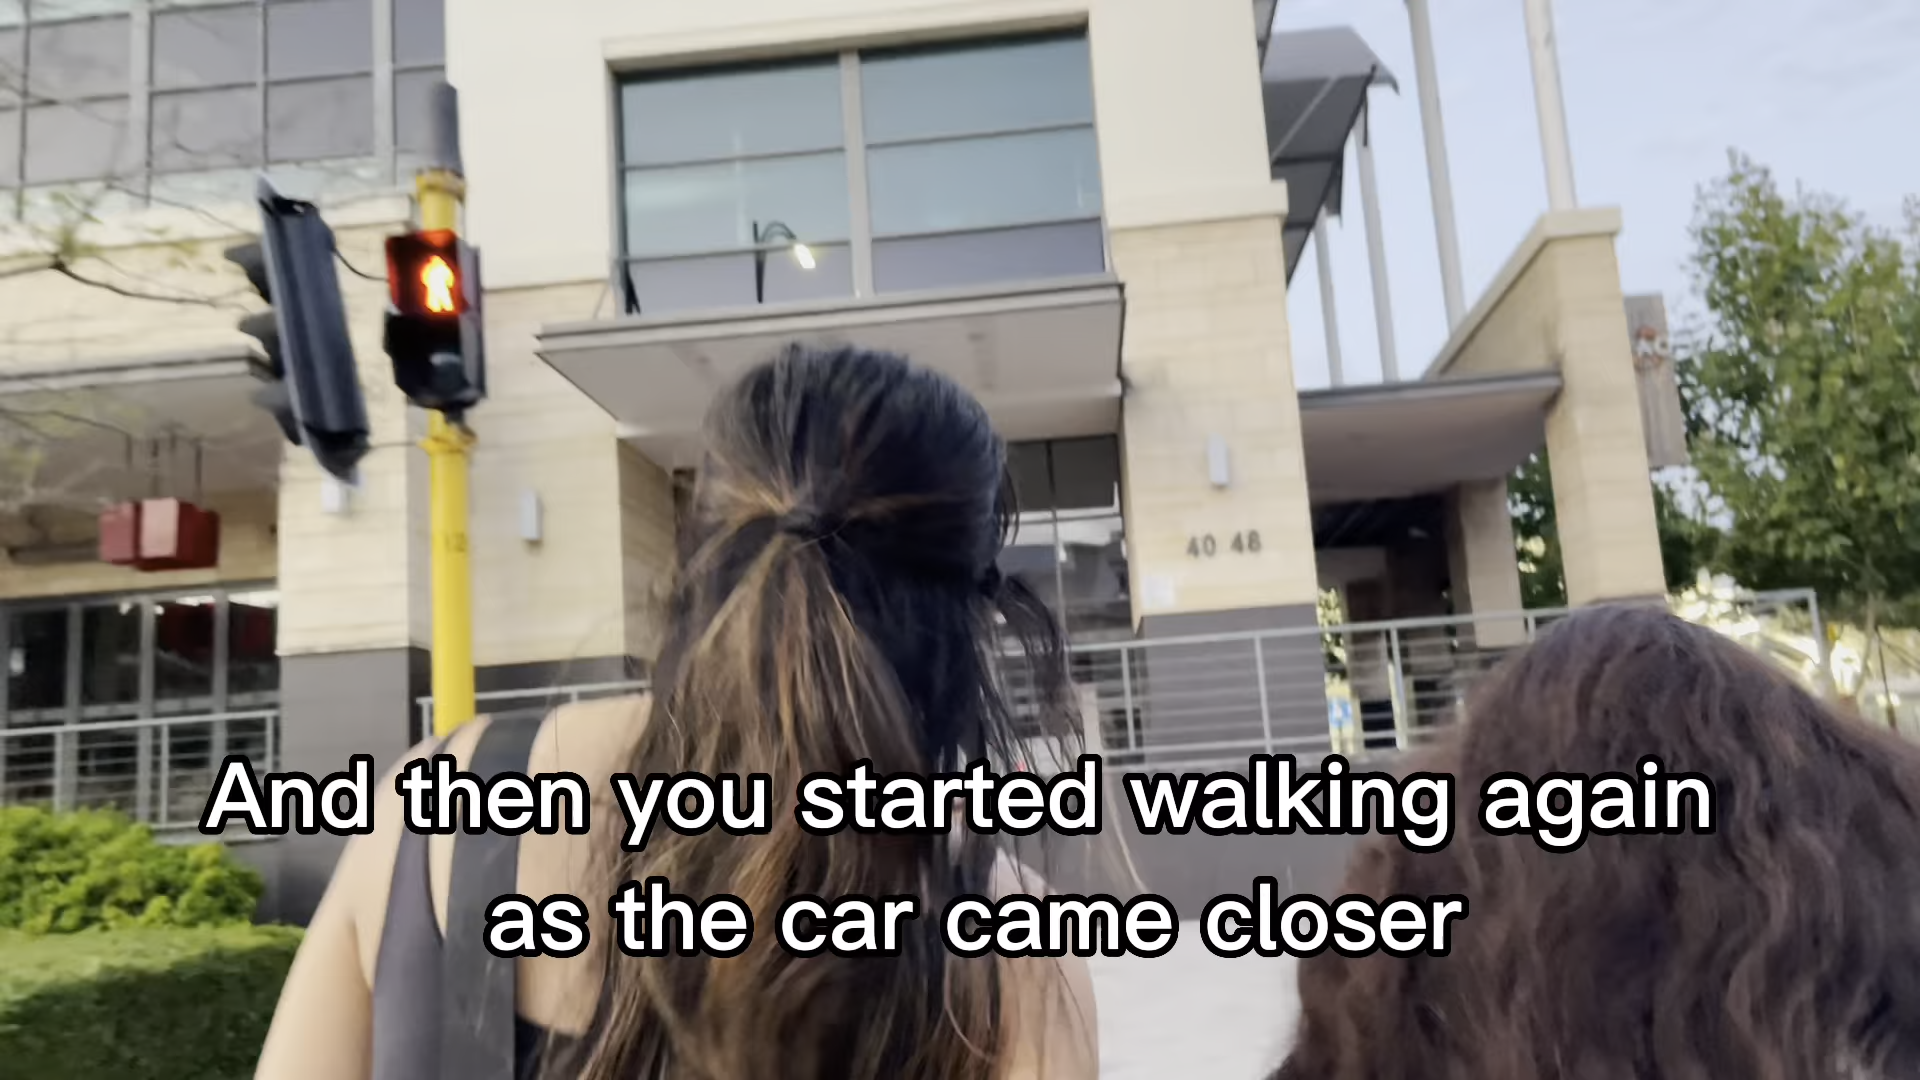 40 48
And then you started walking again
as the car came closer